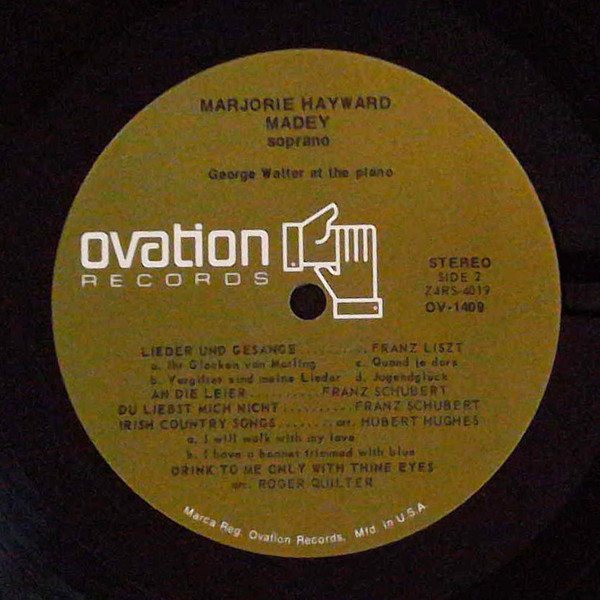 MARJORIE HAYWARD
MADEY
soprano
George Walter at the piano
ovation
RECORDS
STEREO
SIDE 2
Z4RS-4019
OV-1409
LIEDER UND GESANGE .......... FRANZ LISZT
a. Ihr Glocken von Marling c. Quand je dors
b. Vergiftet sind meine Lieder d. Jugendglück
AN DIE LEIER ........... FRANZ SCHUBERT
DU LIEBST MICH NICHT .......... FRANZ SCHUBERT
IRISH COUNTRY SONGS ........ arr. HUBERT HUGHES
a. I will walk with my love
b. I have a bonnet trimmed with blue
DRINK TO ME ONLY WITH THINE EYES
arr. ROGER QUILTER
Marca Reg. Ovation Records, Mfd. in U.S.A.